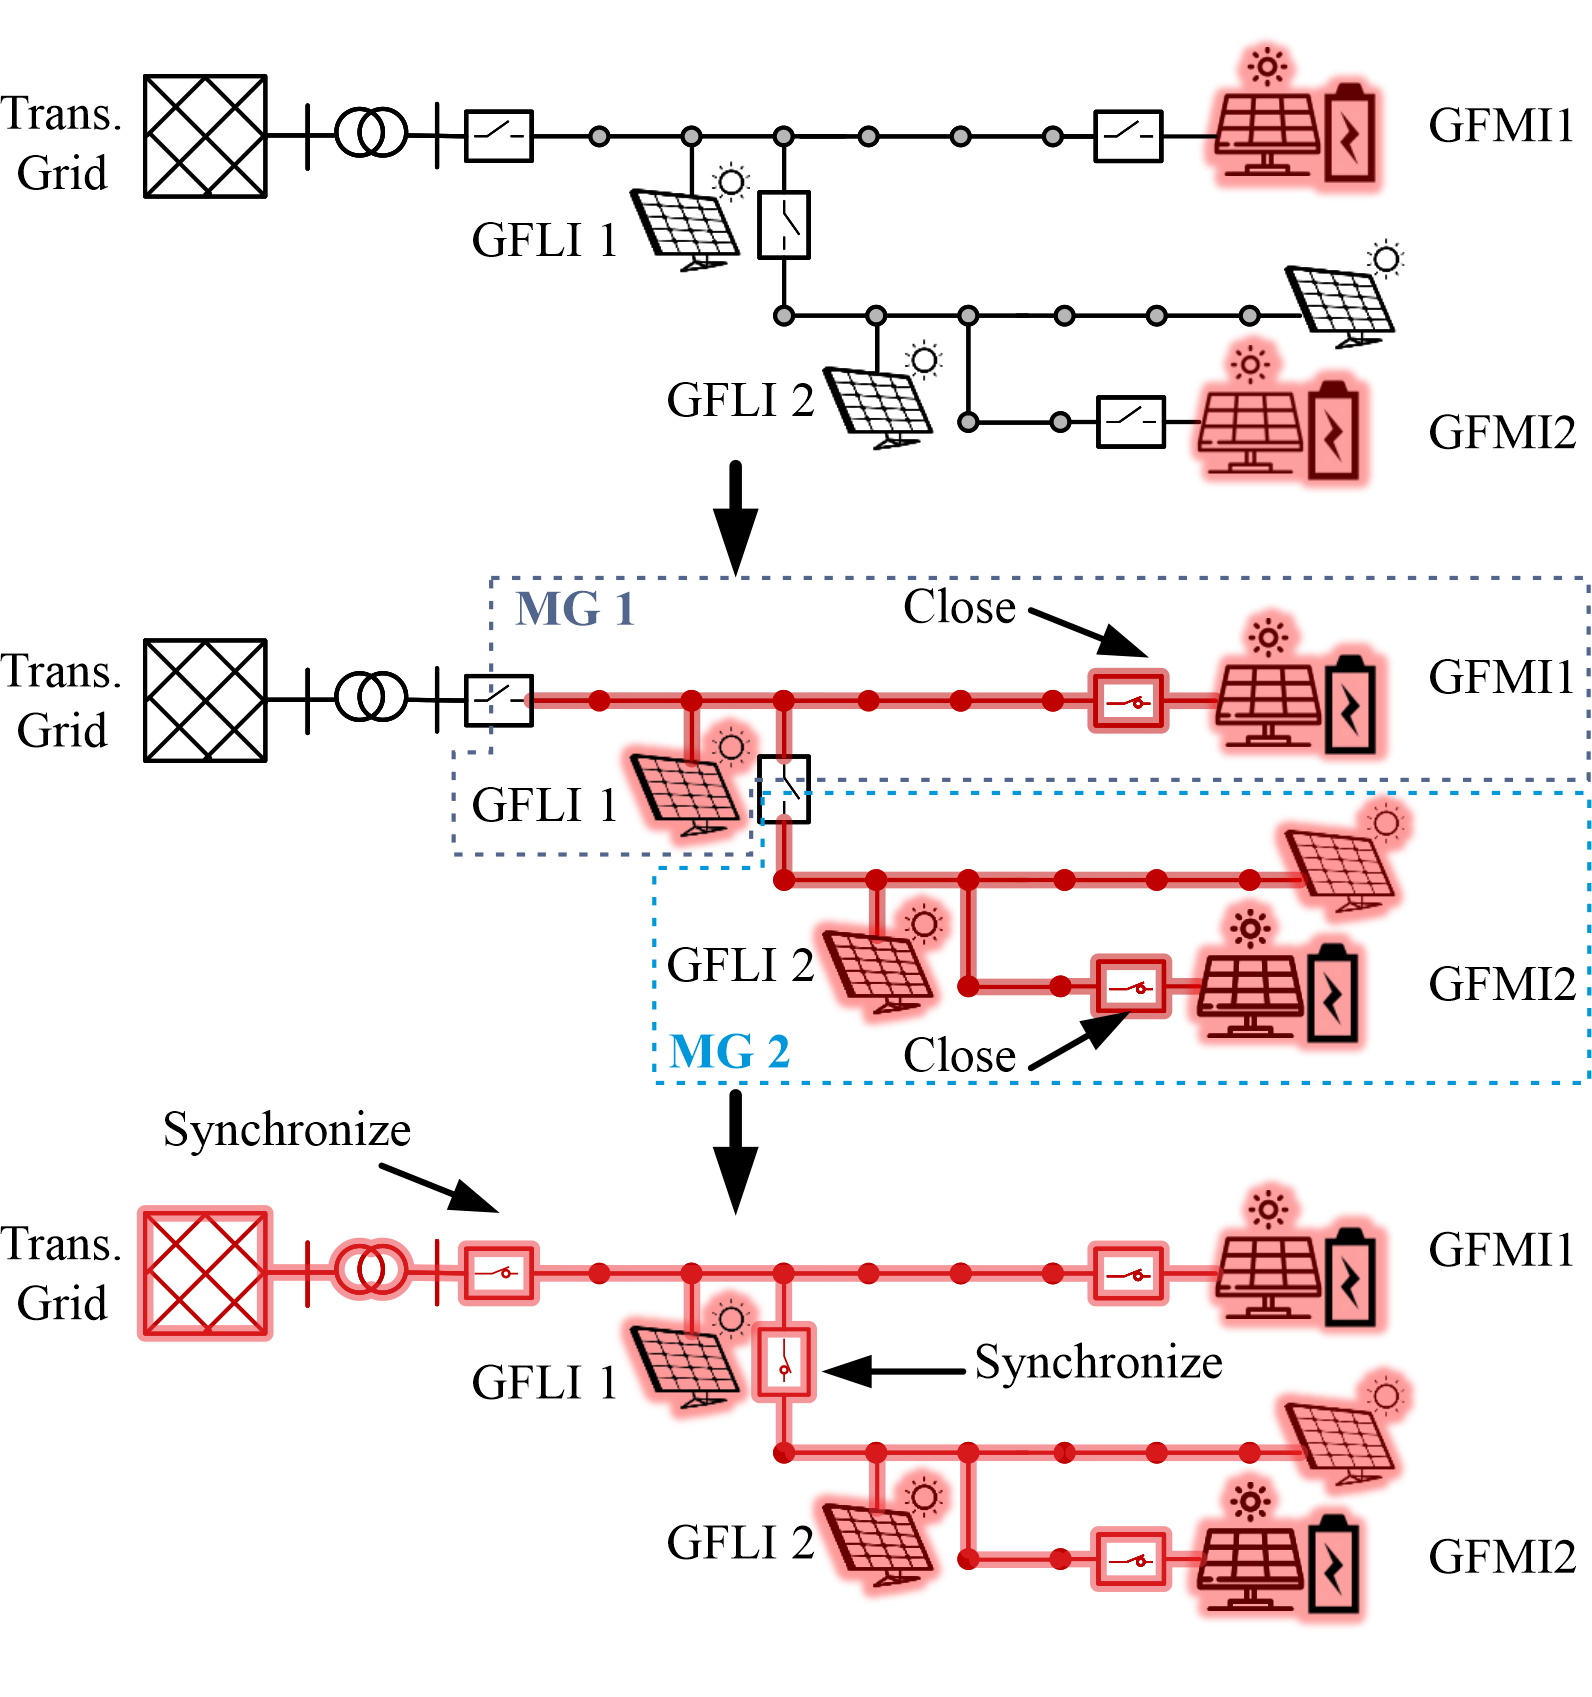 Trans.
Grid
GFMI1
GFLI 1
GFLI 2
GFMI2
MG 1
Close
Trans.
Grid
GFMI1
GFLI 1
GFLI 2
GFMI2
MG 2
Close
Synchronize
Trans.
Grid
GFMI1
GFLI 1
Synchronize
GFLI 2
GFMI2